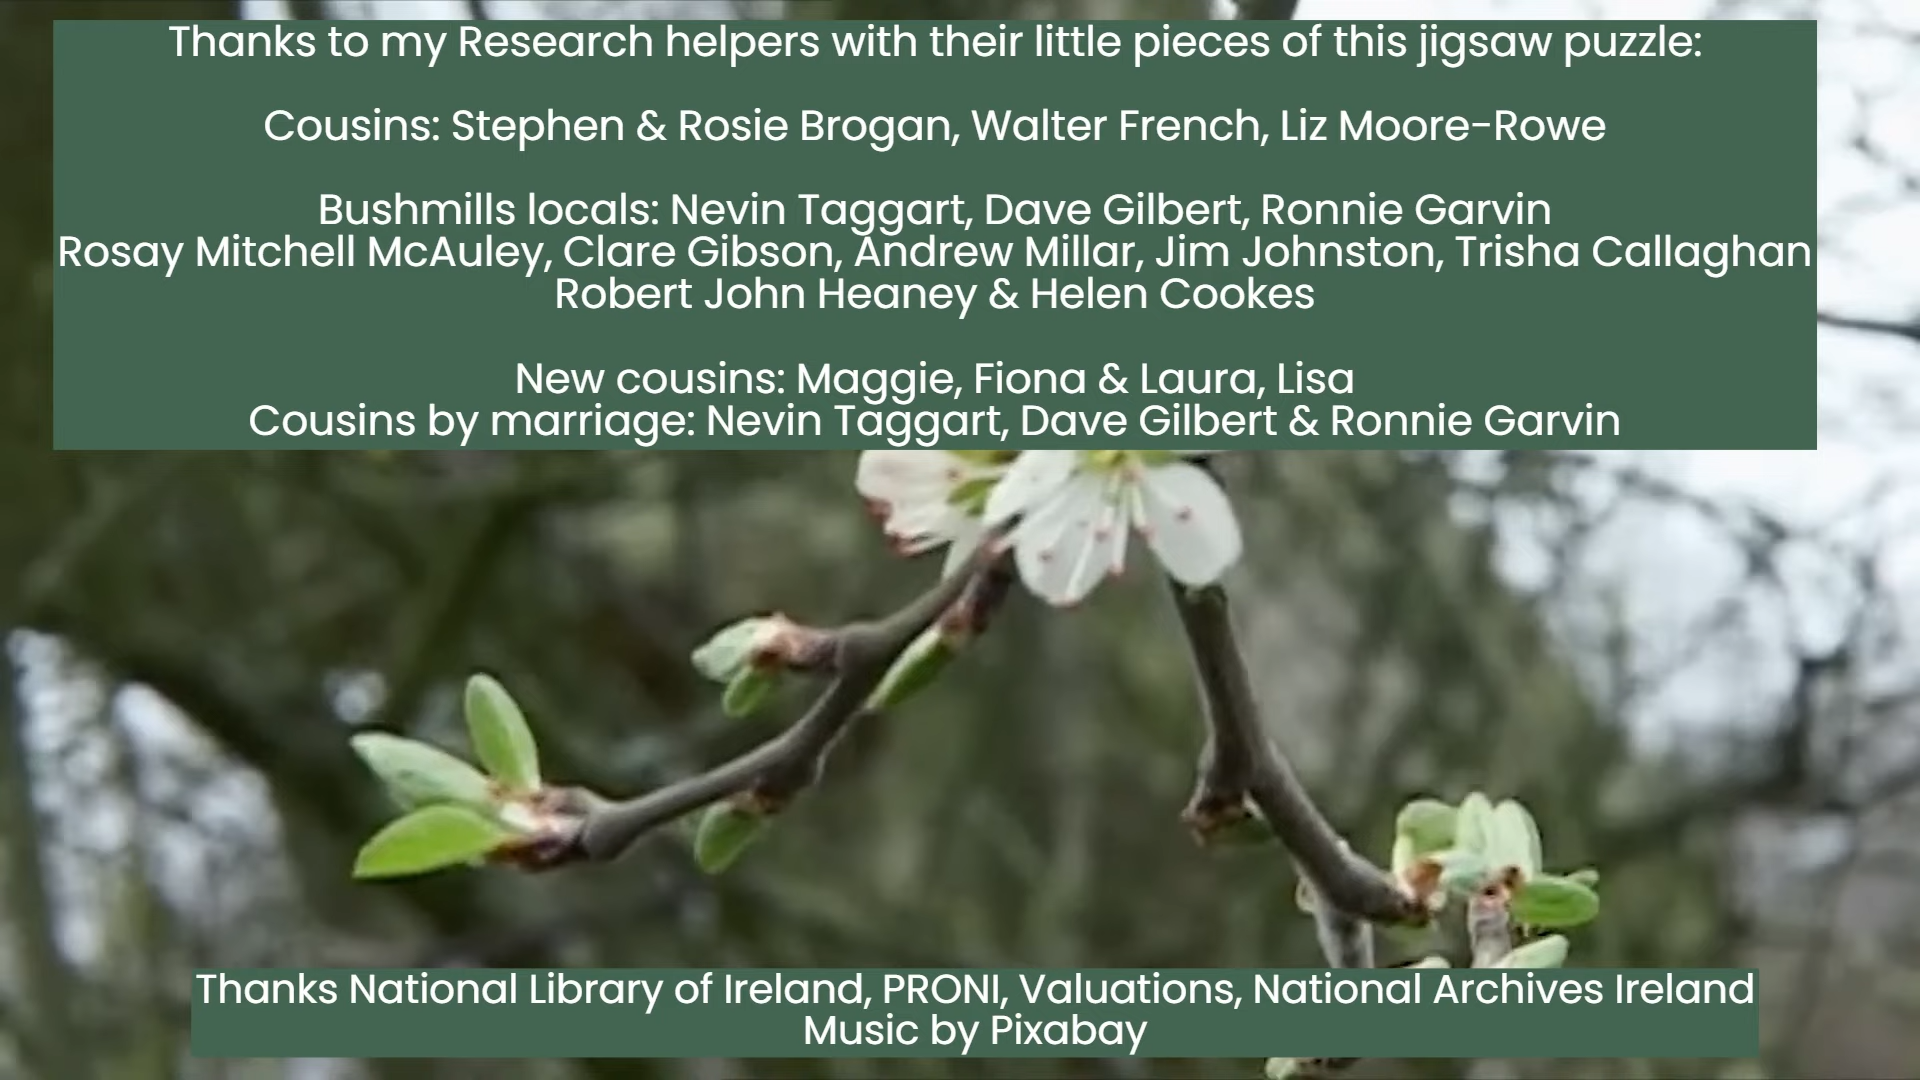 Thanks to my Research helpers with their little pieces of this jigsaw puzzle:
Cousins: Stephen & Rosie Brogan, Walter French, Liz Moore-Rowe
Bushmills locals: Nevin Taggart, Dave Gilbert, Ronnie Garvin
Rosay Mitchell McAuley, Clare Gibson, Andrew Millar, Jim Johnston, Trisha Callaghan
Robert John Heaney & Helen Cookes
New cousins: Maggie, Fiona & Laura, Lisa
Cousins by marriage: Nevin Taggart, Dave Gilbert & Ronnie Garvin
Thanks National Library of Ireland, PRONI, Valuations, National Archives Ireland
Music by Pixabay